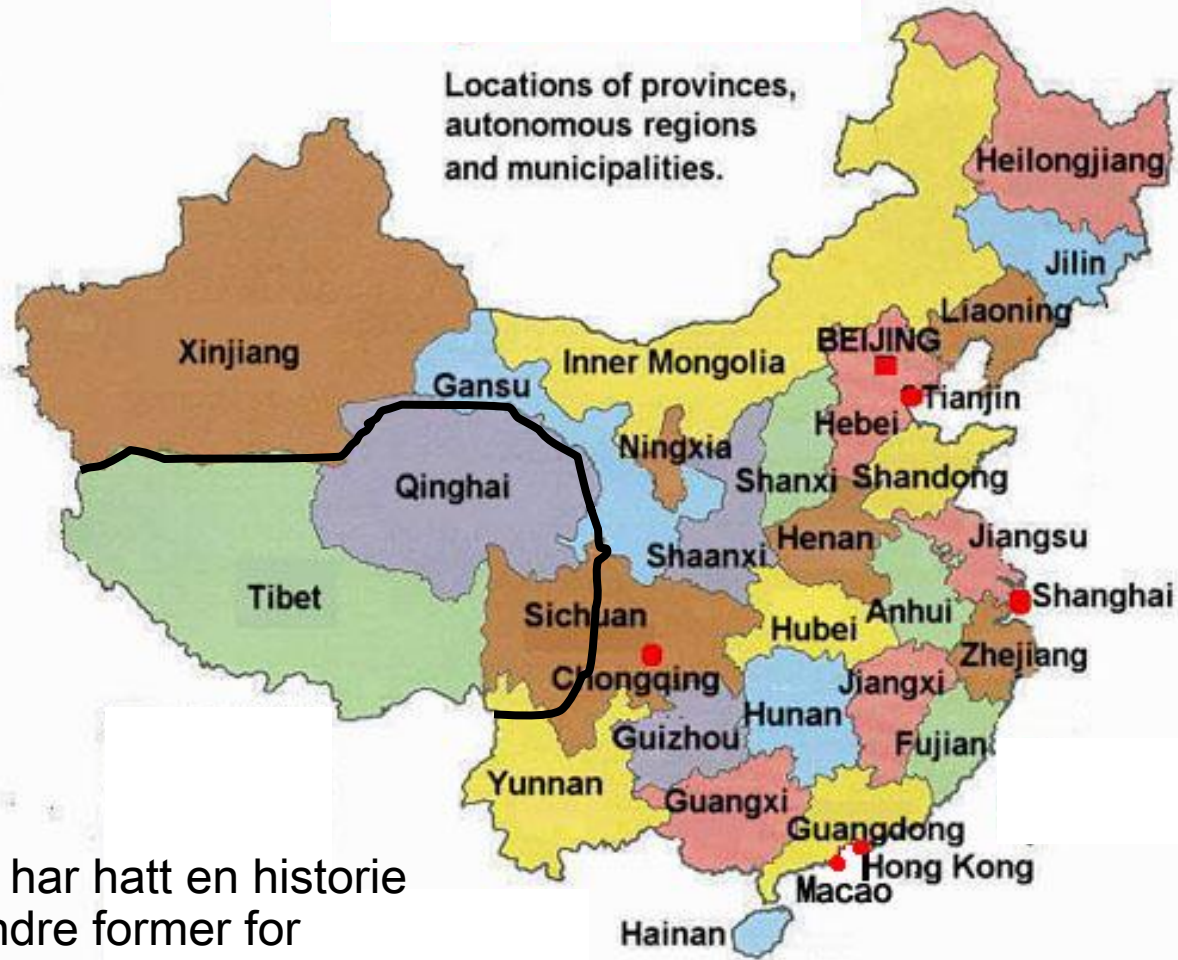 Locations of provinces,
autonomous regions
and municipalities.
Heilongjiang
Jilin
Liaoning
BEIJING
Xinjiang
Inner Mongolia
Gansu
Tianjin
Hebei
Ningxia
Shanxi
Shandong
Qinghai
Henan
Jiangsu
Shaanxi
Tibet
Shanghai
Sichuan
Anhui
Hubei
Zhejiang
Chongqing
Jiangxi
Hunan
Guizhou
Fujian
Yunnan
Guangxi
Guangdong
Hong Kong
Macao
Hainan
har hatt en historie
ndre former for